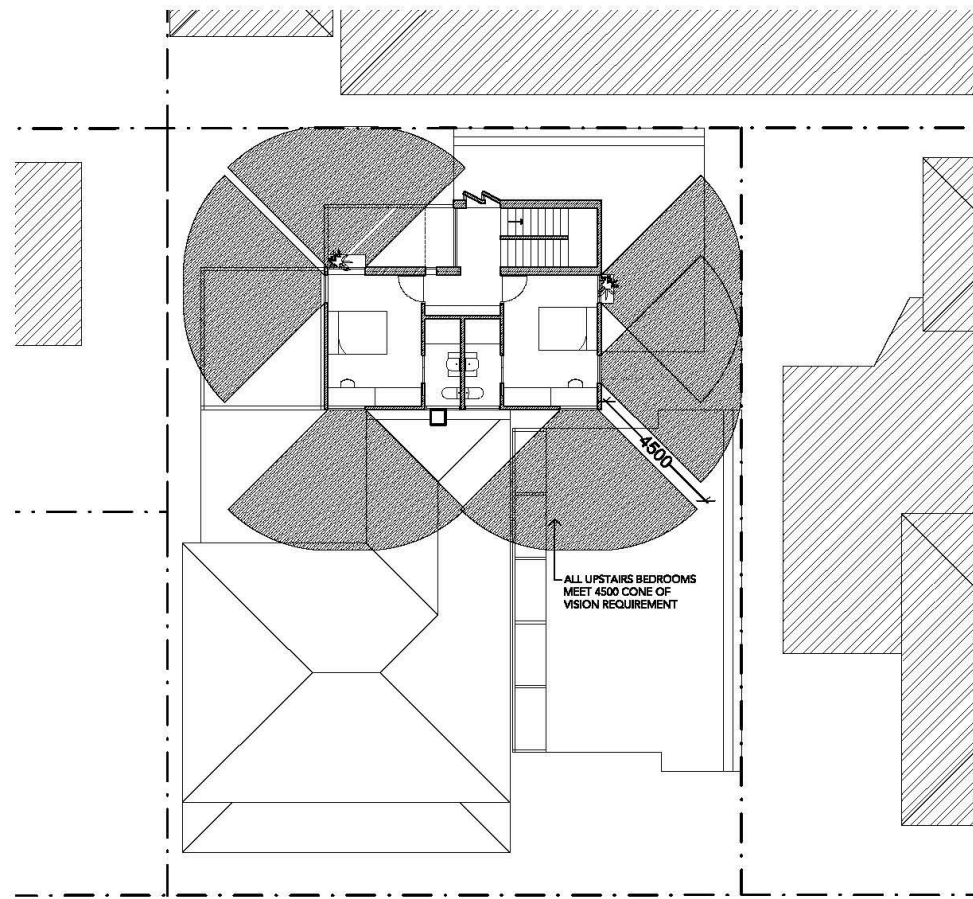 4500
ALL UPSTAIRS BEDROOMS
MEET 4500 CONE OF
VISION REQUIREMENT